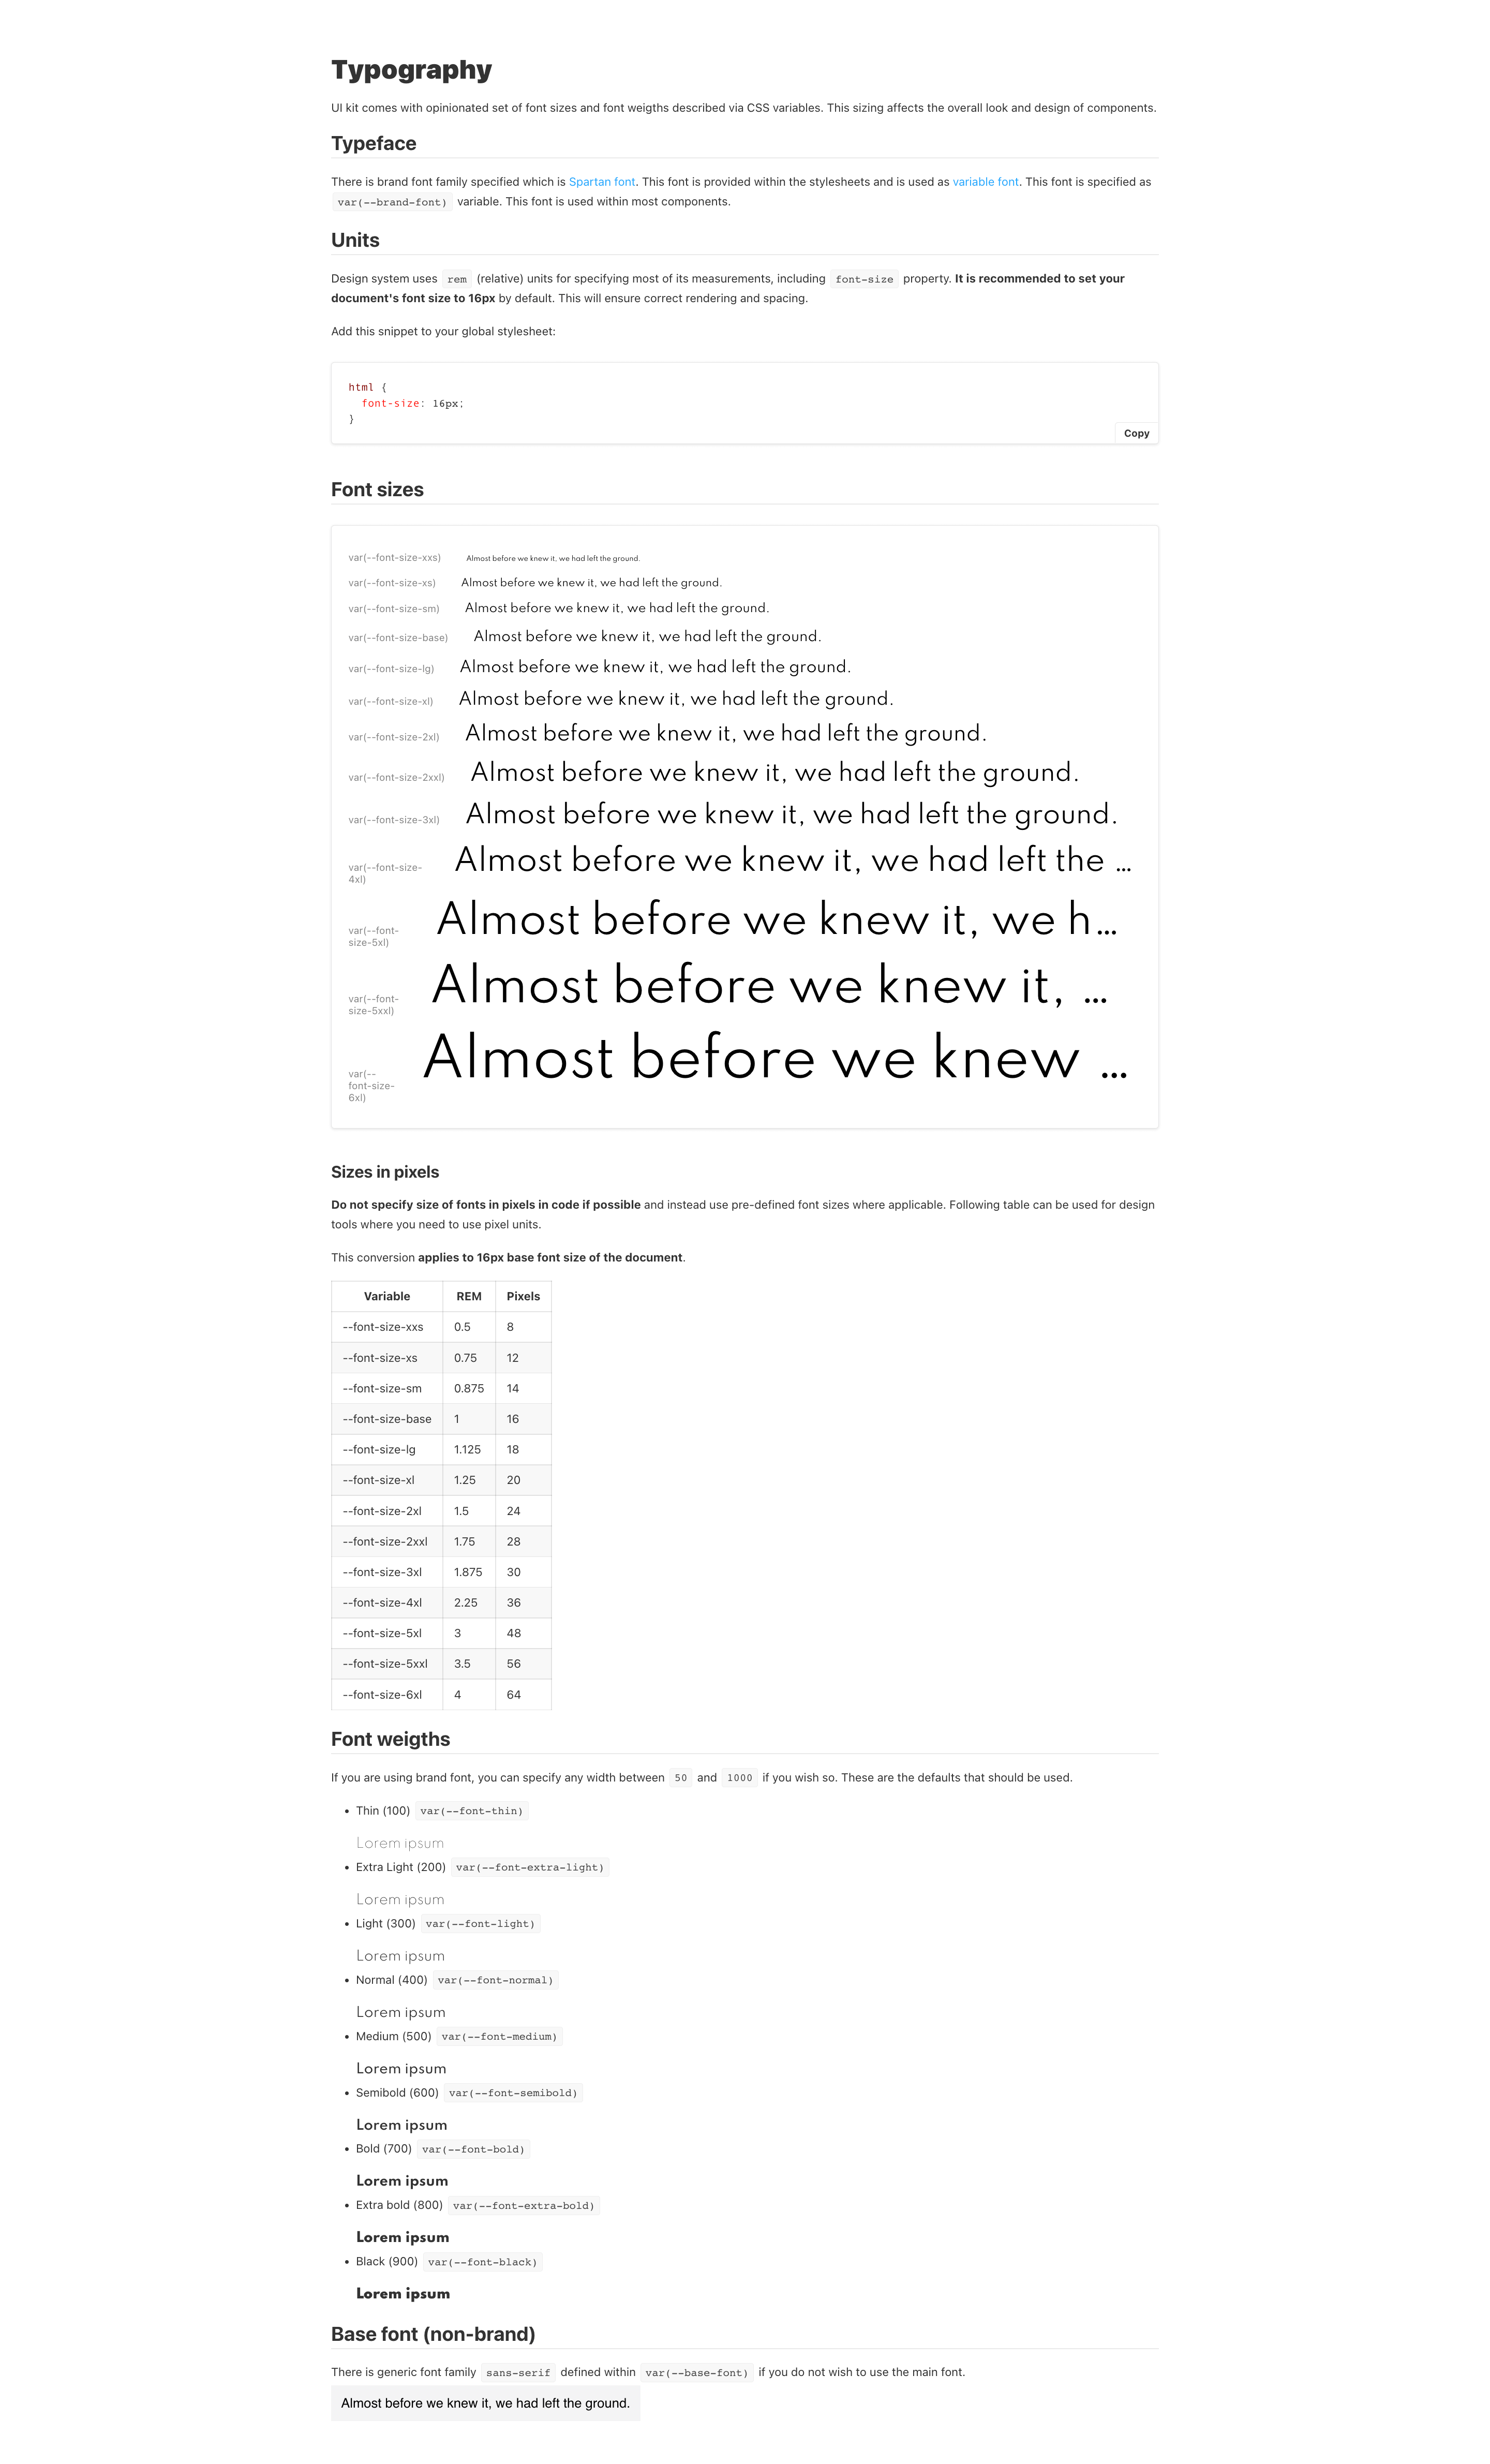 Typography
UI kit comes with opinionated set of font sizes and font weigths described via CSS variables. This sizing affects the overall look and design of components.
Typeface
There is brand font family specified which is Spartan font. This font is provided within the stylesheets and is used as variable font. This font is specified as
var(--brand-font) variable. This font is used within most components.
Units
Design system uses rem (relative) units for specifying most of its measurements, including font-size property. It is recommended to set your
document's font size to 16px by default. This will ensure correct rendering and spacing.
Add this snippet to your global stylesheet:
html {
  font-size: 16px;
}
Copy
Font sizes
var(--font-size-xxs) Almost before we knew it, we had left the ground.
var(--font-size-xs) Almost before we knew it, we had left the ground.
var(--font-size-sm) Almost before we knew it, we had left the ground.
var(--font-size-base) Almost before we knew it, we had left the ground.
var(--font-size-lg) Almost before we knew it, we had left the ground.
var(--font-size-xl) Almost before we knew it, we had left the ground.
var(--font-size-2xl) Almost before we knew it, we had left the ground.
var(--font-size-2xxl) Almost before we knew it, we had left the ground.
var(--font-size-3xl) Almost before we knew it, we had left the ground.
var(--font-size-
4xl)
Almost before we knew it, we had left the ...
var(--font-
size-5xl)
Almost before we knew it, we h...
var(--font-
size-5xxl)
Almost before we knew it, ...
var(--
font-size-
6xl)
Almost before we knew ...
Sizes in pixels
Do not specify size of fonts in pixels in code if possible and instead use pre-defined font sizes where applicable. Following table can be used for design
tools where you need to use pixel units.
This conversion applies to 16px base font size of the document.
Variable REM Pixels
--font-size-xxs 0.5 8
--font-size-xs 0.75 12
--font-size-sm 0.875 14
--font-size-base 1 16
--font-size-lg 1.125 18
--font-size-xl 1.25 20
--font-size-2xl 1.5 24
--font-size-2xxl 1.75 28
--font-size-3xl 1.875 30
--font-size-4xl 2.25 36
--font-size-5xl 3 48
--font-size-5xxl 3.5 56
--font-size-6xl 4 64
Font weigths
If you are using brand font, you can specify any width between 50 and 1000 if you wish so. These are the defaults that should be used.
• Thin (100) var(--font-thin)
Lorem ipsum
• Extra Light (200) var(--font-extra-light)
Lorem ipsum
• Light (300) var(--font-light)
Lorem ipsum
• Normal (400) var(--font-normal)
Lorem ipsum
• Medium (500) var(--font-medium)
Lorem ipsum
• Semibold (600) var(--font-semibold)
Lorem ipsum
• Bold (700) var(--font-bold)
Lorem ipsum
• Extra bold (800) var(--font-extra-bold)
Lorem ipsum
• Black (900) var(--font-black)
Lorem ipsum
Base font (non-brand)
There is generic font family sans-serif defined within var(--base-font) if you do not wish to use the main font.
Almost before we knew it, we had left the ground.